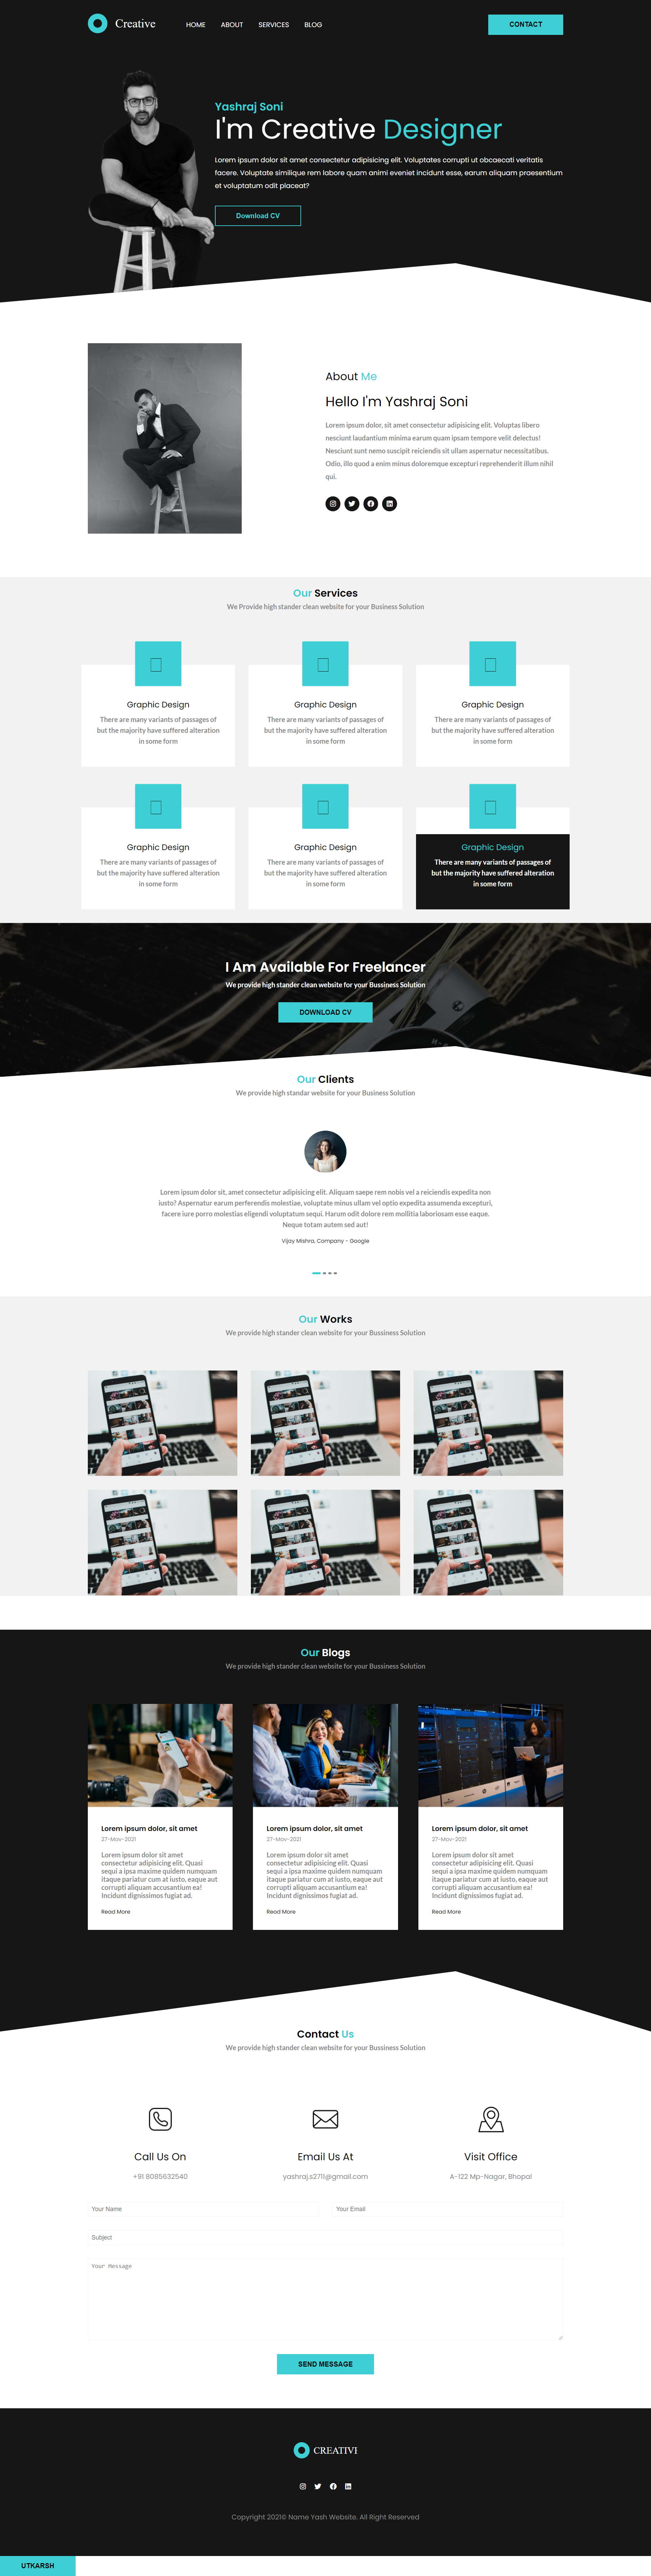 Creative
HOME ABOUT SERVICES BLOG
CONTACT
Yashraj Soni
I'm Creative Designer
Lorem ipsum dolor sit amet consectetur adipisicing elit. Voluptates corrupti ut obcaecati veritatis
facere. Voluptate similique rem labore quam animi eveniet incidunt esse, earum aliquam praesentium
et voluptatum odit placeat?
Download CV
About Me
Hello I'm Yashraj Soni
Lorem ipsum dolor, sit amet consectetur adipisicing elit. Voluptas libero
nesciunt laudantium minima earum quam ipsam tempore velit delectus!
Nesciunt sunt nemo suscipit reiciendis sit ullam aspernatur necessitatibus.
Odio, illo quod a enim minus doloremque excepturi reprehenderit illum nihil
qui.
Our Services
We Provide high stander clean website for your Business Solution
Graphic Design
There are many variants of passages of
but the majority have suffered alteration
in some form
Graphic Design
There are many variants of passages of
but the majority have suffered alteration
in some form
Graphic Design
There are many variants of passages of
but the majority have suffered alteration
in some form
Graphic Design
There are many variants of passages of
but the majority have suffered alteration
in some form
Graphic Design
There are many variants of passages of
but the majority have suffered alteration
in some form
Graphic Design
There are many variants of passages of
but the majority have suffered alteration
in some form
I Am Available For Freelancer
We provide high stander clean website for your Bussiness Solution
DOWNLOAD CV
Our Clients
We provide high standar website for your Bussiness Solution
Lorem ipsum dolor sit, amet consectetur adipisicing elit. Aliquam saepe rem nobis vel a reiciendis expedita non
iusto? Aspernatur earum perferendis molestiae, voluptate minus ullam vel optio expedita assumenda excepturi,
facere iure porro molestias eligendi voluptatum sequi. Harum odit dolore rem mollitia laboriosam esse eaque.
Neque totam autem sed aut!
Vijay Mishra, Company - Google
Our Works
We provide high stander clean website for your Bussiness Solution
Our Blogs
We provide high stander clean website for your Bussiness Solution
Lorem ipsum dolor, sit amet
27-Mov-2021
Lorem ipsum dolor sit amet
consectetur adipisicing elit. Quasi
sequi a ipsa maxime quidem numquam
itaque pariatur cum at iusto, eaque aut
corrupti aliquam accusantium ea!
Incidunt dignissimos fugiat ad.
Read More
Lorem ipsum dolor, sit amet
27-Mov-2021
Lorem ipsum dolor sit amet
consectetur adipisicing elit. Quasi
sequi a ipsa maxime quidem numquam
itaque pariatur cum at iusto, eaque aut
corrupti aliquam accusantium ea!
Incidunt dignissimos fugiat ad.
Read More
Lorem ipsum dolor, sit amet
27-Mov-2021
Lorem ipsum dolor sit amet
consectetur adipisicing elit. Quasi
sequi a ipsa maxime quidem numquam
itaque pariatur cum at iusto, eaque aut
corrupti aliquam accusantium ea!
Incidunt dignissimos fugiat ad.
Read More
Contact Us
We provide high stander clean website for your Bussiness Solution
Call Us On
+91 8085632540
Email Us At
yashraj.s2711@gmail.com
Visit Office
A-122 Mp-Nagar, Bhopal
Your Name
Your Email
Subject
Your Message
SEND MESSAGE
CREATIVE
Copyright 2021© Name Yash Website. All Right Reserved
UTKARSH